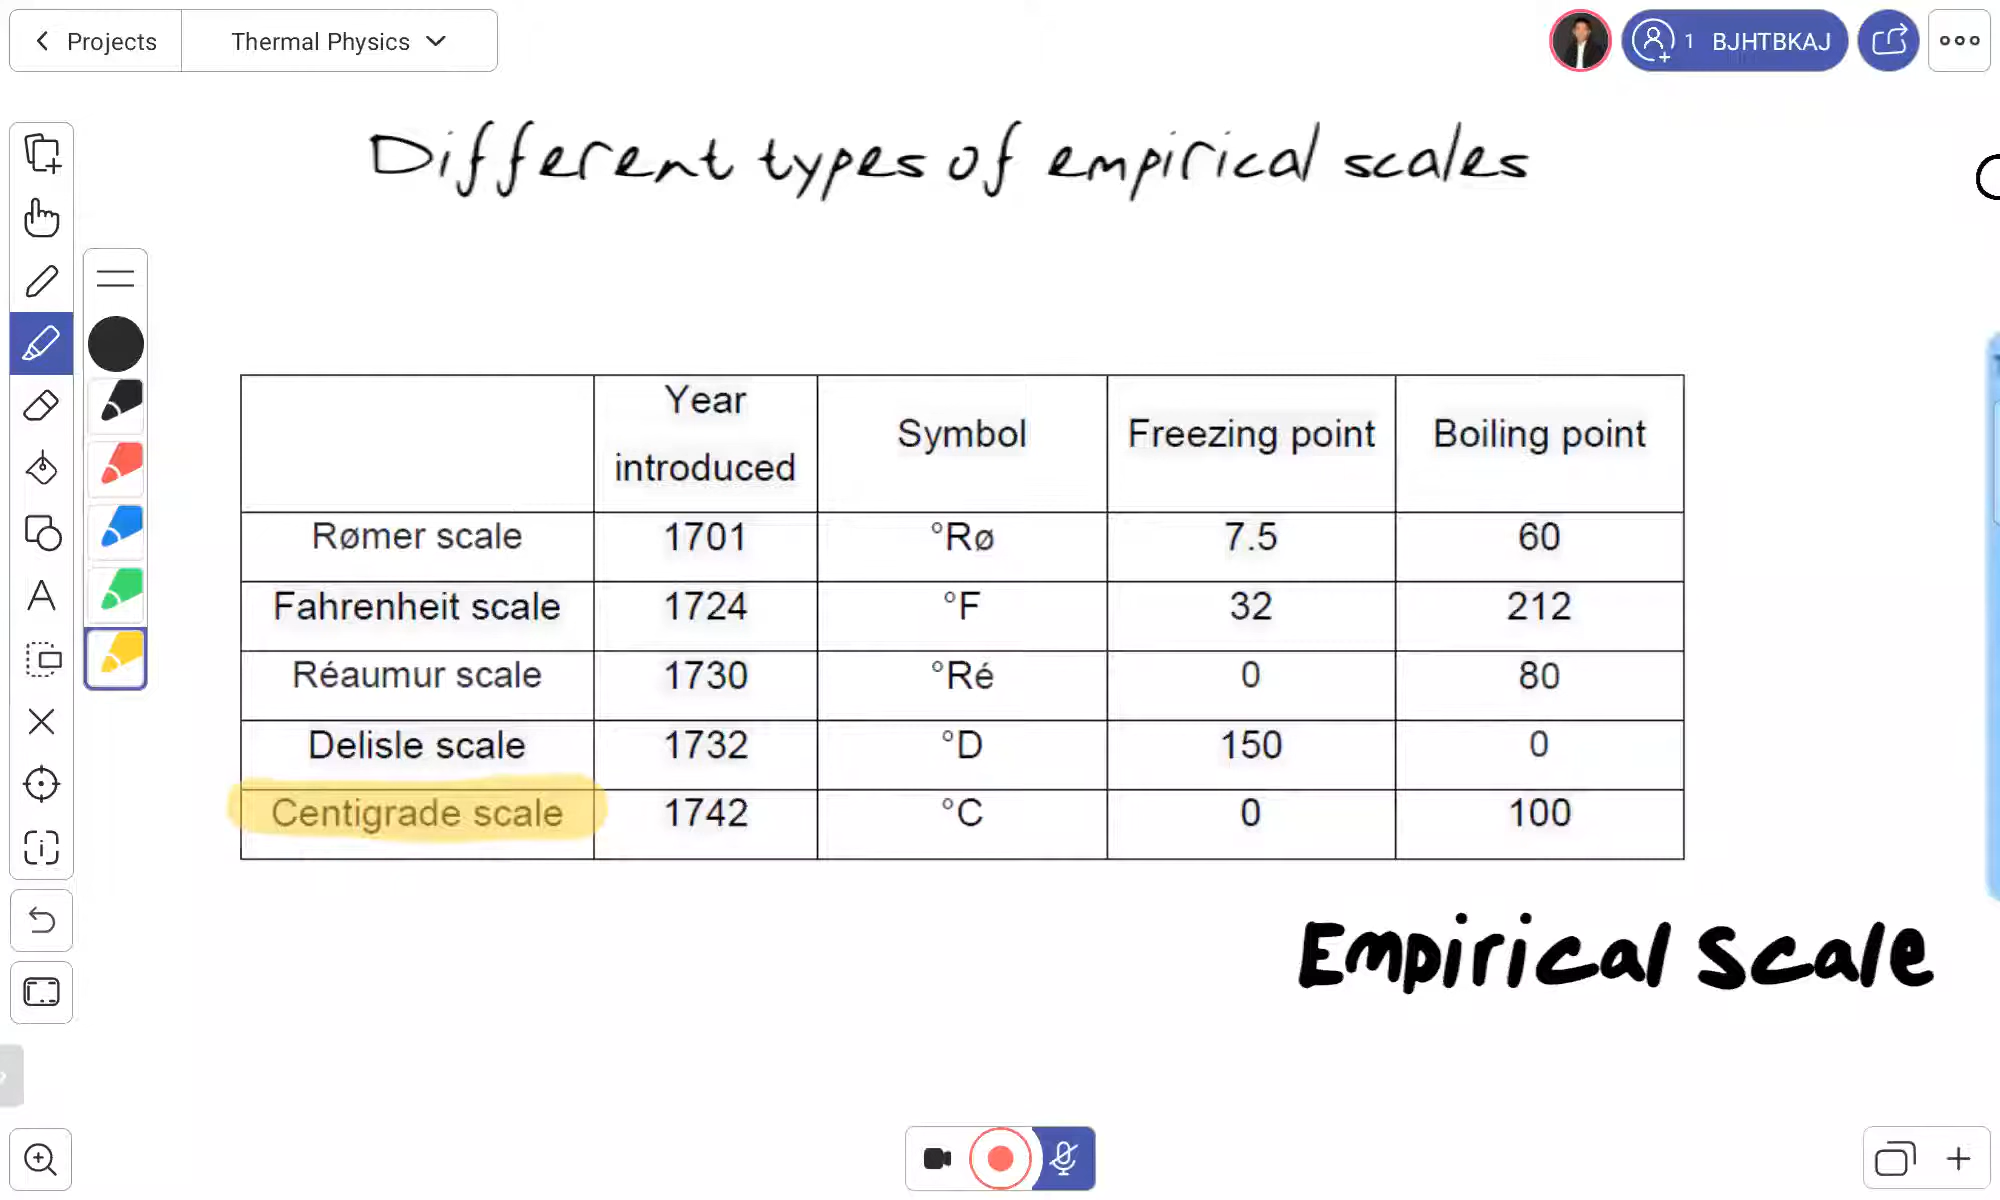 Projects
Thermal Physics
1 BJHTBKAJ
Different types of empirical scales
Year introduced Symbol Freezing point Boiling point
Rømer scale 1701 °Rø 7.5 60
Fahrenheit scale 1724 °F 32 212
Réaumur scale 1730 °Ré 0 80
Delisle scale 1732 °D 150 0
Centigrade scale 1742 °C 0 100
Empirical Scale